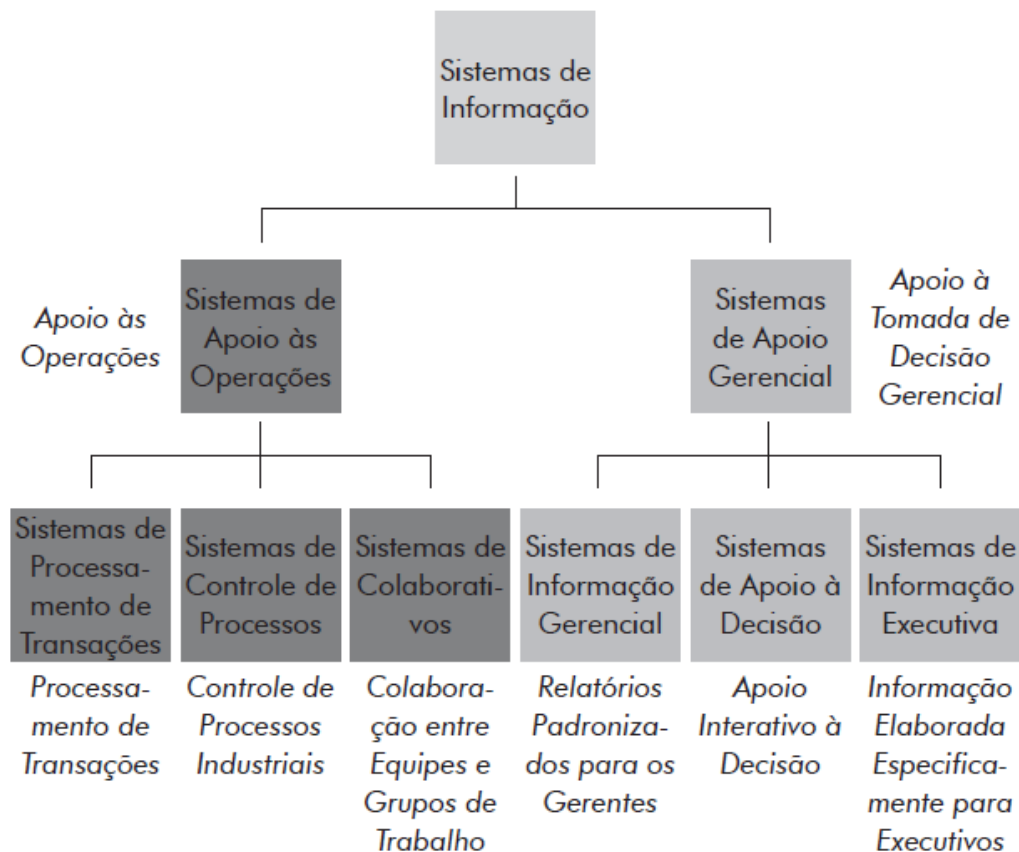 Sistemas de
Informação
Apoio às
Operações
Sistemas de
Apoio às
Operações
Sistemas
de Apoio
Gerencial
Apoio à
Tomada de
Decisão
Gerencial
Sistemas de
Processa-
mento de
Transações
Sistemas de
Controle de
Processos
Sistemas de
Colaborati-
vos
Sistemas de
Informação
Gerencial
Sistemas
de Apoio à
Decisão
Sistemas de
Informação
Executiva
Processa-
mento de
Transações
Controle de
Processos
Industriais
Colabora-
ção entre
Equipes e
Grupos de
Trabalho
Relatórios
Padroniza-
dos para os
Gerentes
Apoio
Interativo à
Decisão
Informação
Elaborada
Especifica-
mente para
Executivos